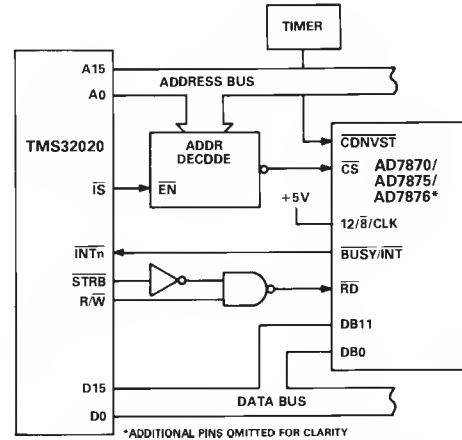 TIMER
A15
ADDRESS BUS
A0
TMS32020
ADDR
DECDDE
CDNVST
CS
AD7870/
AD7875/
AD7876*
IS
EN
+5V
12/8/CLK
INTn
BUSY/INT
STRB
R/W
RD
DB11
DB0
D15
DATA BUS
D0
*ADDITIONAL PINS OMITTED FOR CLARITY